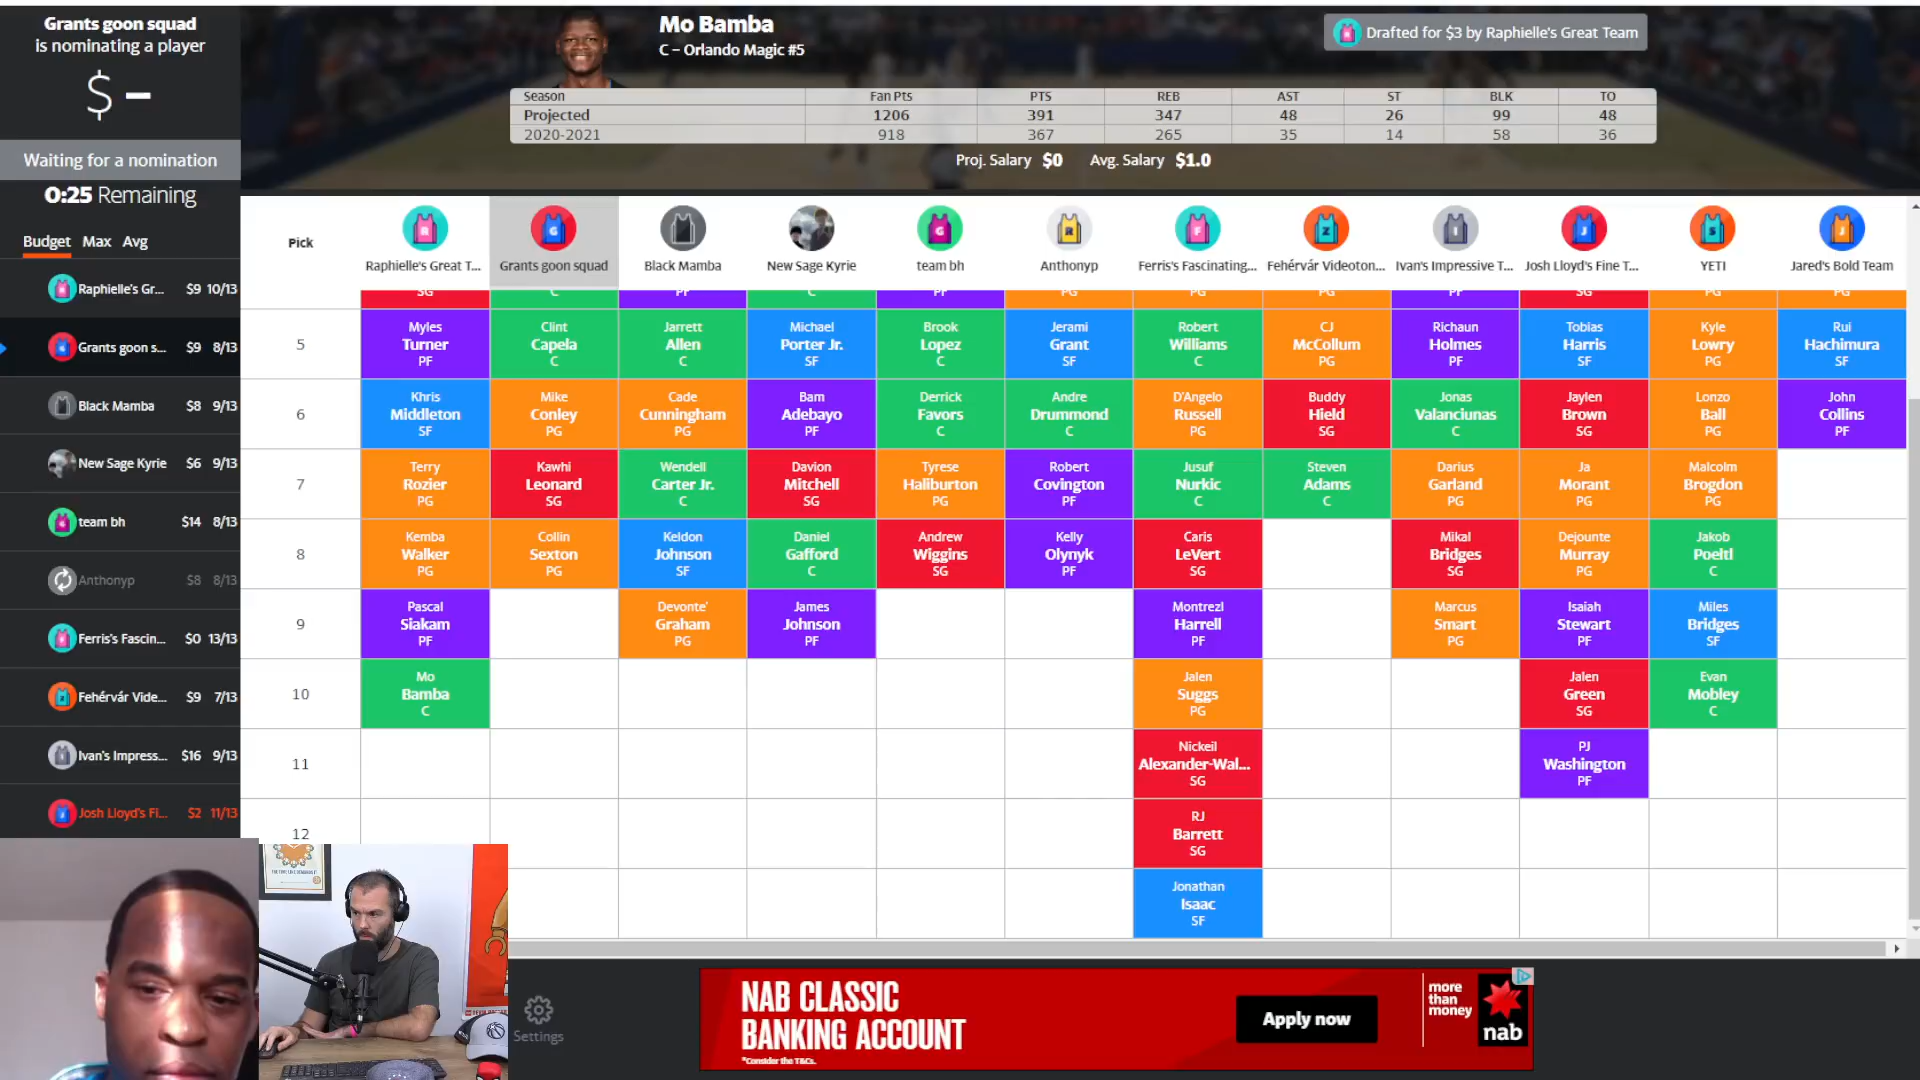 Grants goon squad
is nominating a player
$ –
Waiting for a nomination
0:25 Remaining
Budget Max Avg
Raphielle's Gr... $9 10/13
Grants goon s... $9 8/13
Black Mamba $8 9/13
New Sage Kyrie $6 9/13
team bh $14 8/13
Anthonyp $8 8/13
Ferris's Fascin... $0 13/13
Fehérvár Vide... $9 7/13
Ivan's Impress... $16 9/13
Josh Lloyd's Fi... $2 11/13
Mo Bamba
C – Orlando Magic #5
Drafted for $3 by Raphielle's Great Team
Season Fan Pts PTS REB AST ST BLK TO
Projected 1206 391 347 48 26 99 48
2020-2021 918 367 265 35 14 58 36
Proj. Salary $0 Avg. Salary $1.0
Pick Raphielle's Great T... Grants goon squad Black Mamba New Sage Kyrie team bh Anthonyp Ferris's Fascinating... Fehérvár Videoton... Ivan's Impressive T... Josh Lloyd's Fine T... YETI Jared's Bold Team
SG C PF C PF PG PG PG PF SG PG PG
Myles Clint Jarrett Michael Brook Jerami Robert CJ Richaun Tobias Kyle Rui
5 Turner Capela Allen Porter Jr. Lopez Grant Williams McCollum Holmes Harris Lowry Hachimura
PF C C SF C SF C PG PF SF PG SF
Khris Mike Cade Bam Derrick Andre D'Angelo Buddy Jonas Jaylen Lonzo John
6 Middleton Conley Cunningham Adebayo Favors Drummond Russell Hield Valanciunas Brown Ball Collins
SF PG PG PF C C PG SG C SG PG PF
Terry Kawhi Wendell Davion Tyrese Robert Jusuf Steven Darius Ja Malcolm
7 Rozier Leonard Carter Jr. Mitchell Haliburton Covington Nurkic Adams Garland Morant Brogdon
PG SG C SG PG PF C C PG PG PG
Kemba Collin Keldon Daniel Andrew Kelly Caris Mikal Dejounte Jakob
8 Walker Sexton Johnson Gafford Wiggins Olynyk LeVert Bridges Murray Poeltl
PG PG SF C SG PF SG SG PG C
Pascal Devonte' James Montrezl Marcus Isaiah Miles
9 Siakam Graham Johnson Harrell Smart Stewart Bridges
PF PG PF PF PG PF SF
Mo Jalen Jalen Evan
10 Bamba Suggs Green Mobley
C PG SG C
Nickeil PJ
11 Alexander-Wal... Washington
SG PF
RJ
12 Barrett
SG
Jonathan
Isaac
SF
Settings
NAB CLASSIC
BANKING ACCOUNT
*Consider the T&Cs.
Apply now
more
than
money
nab